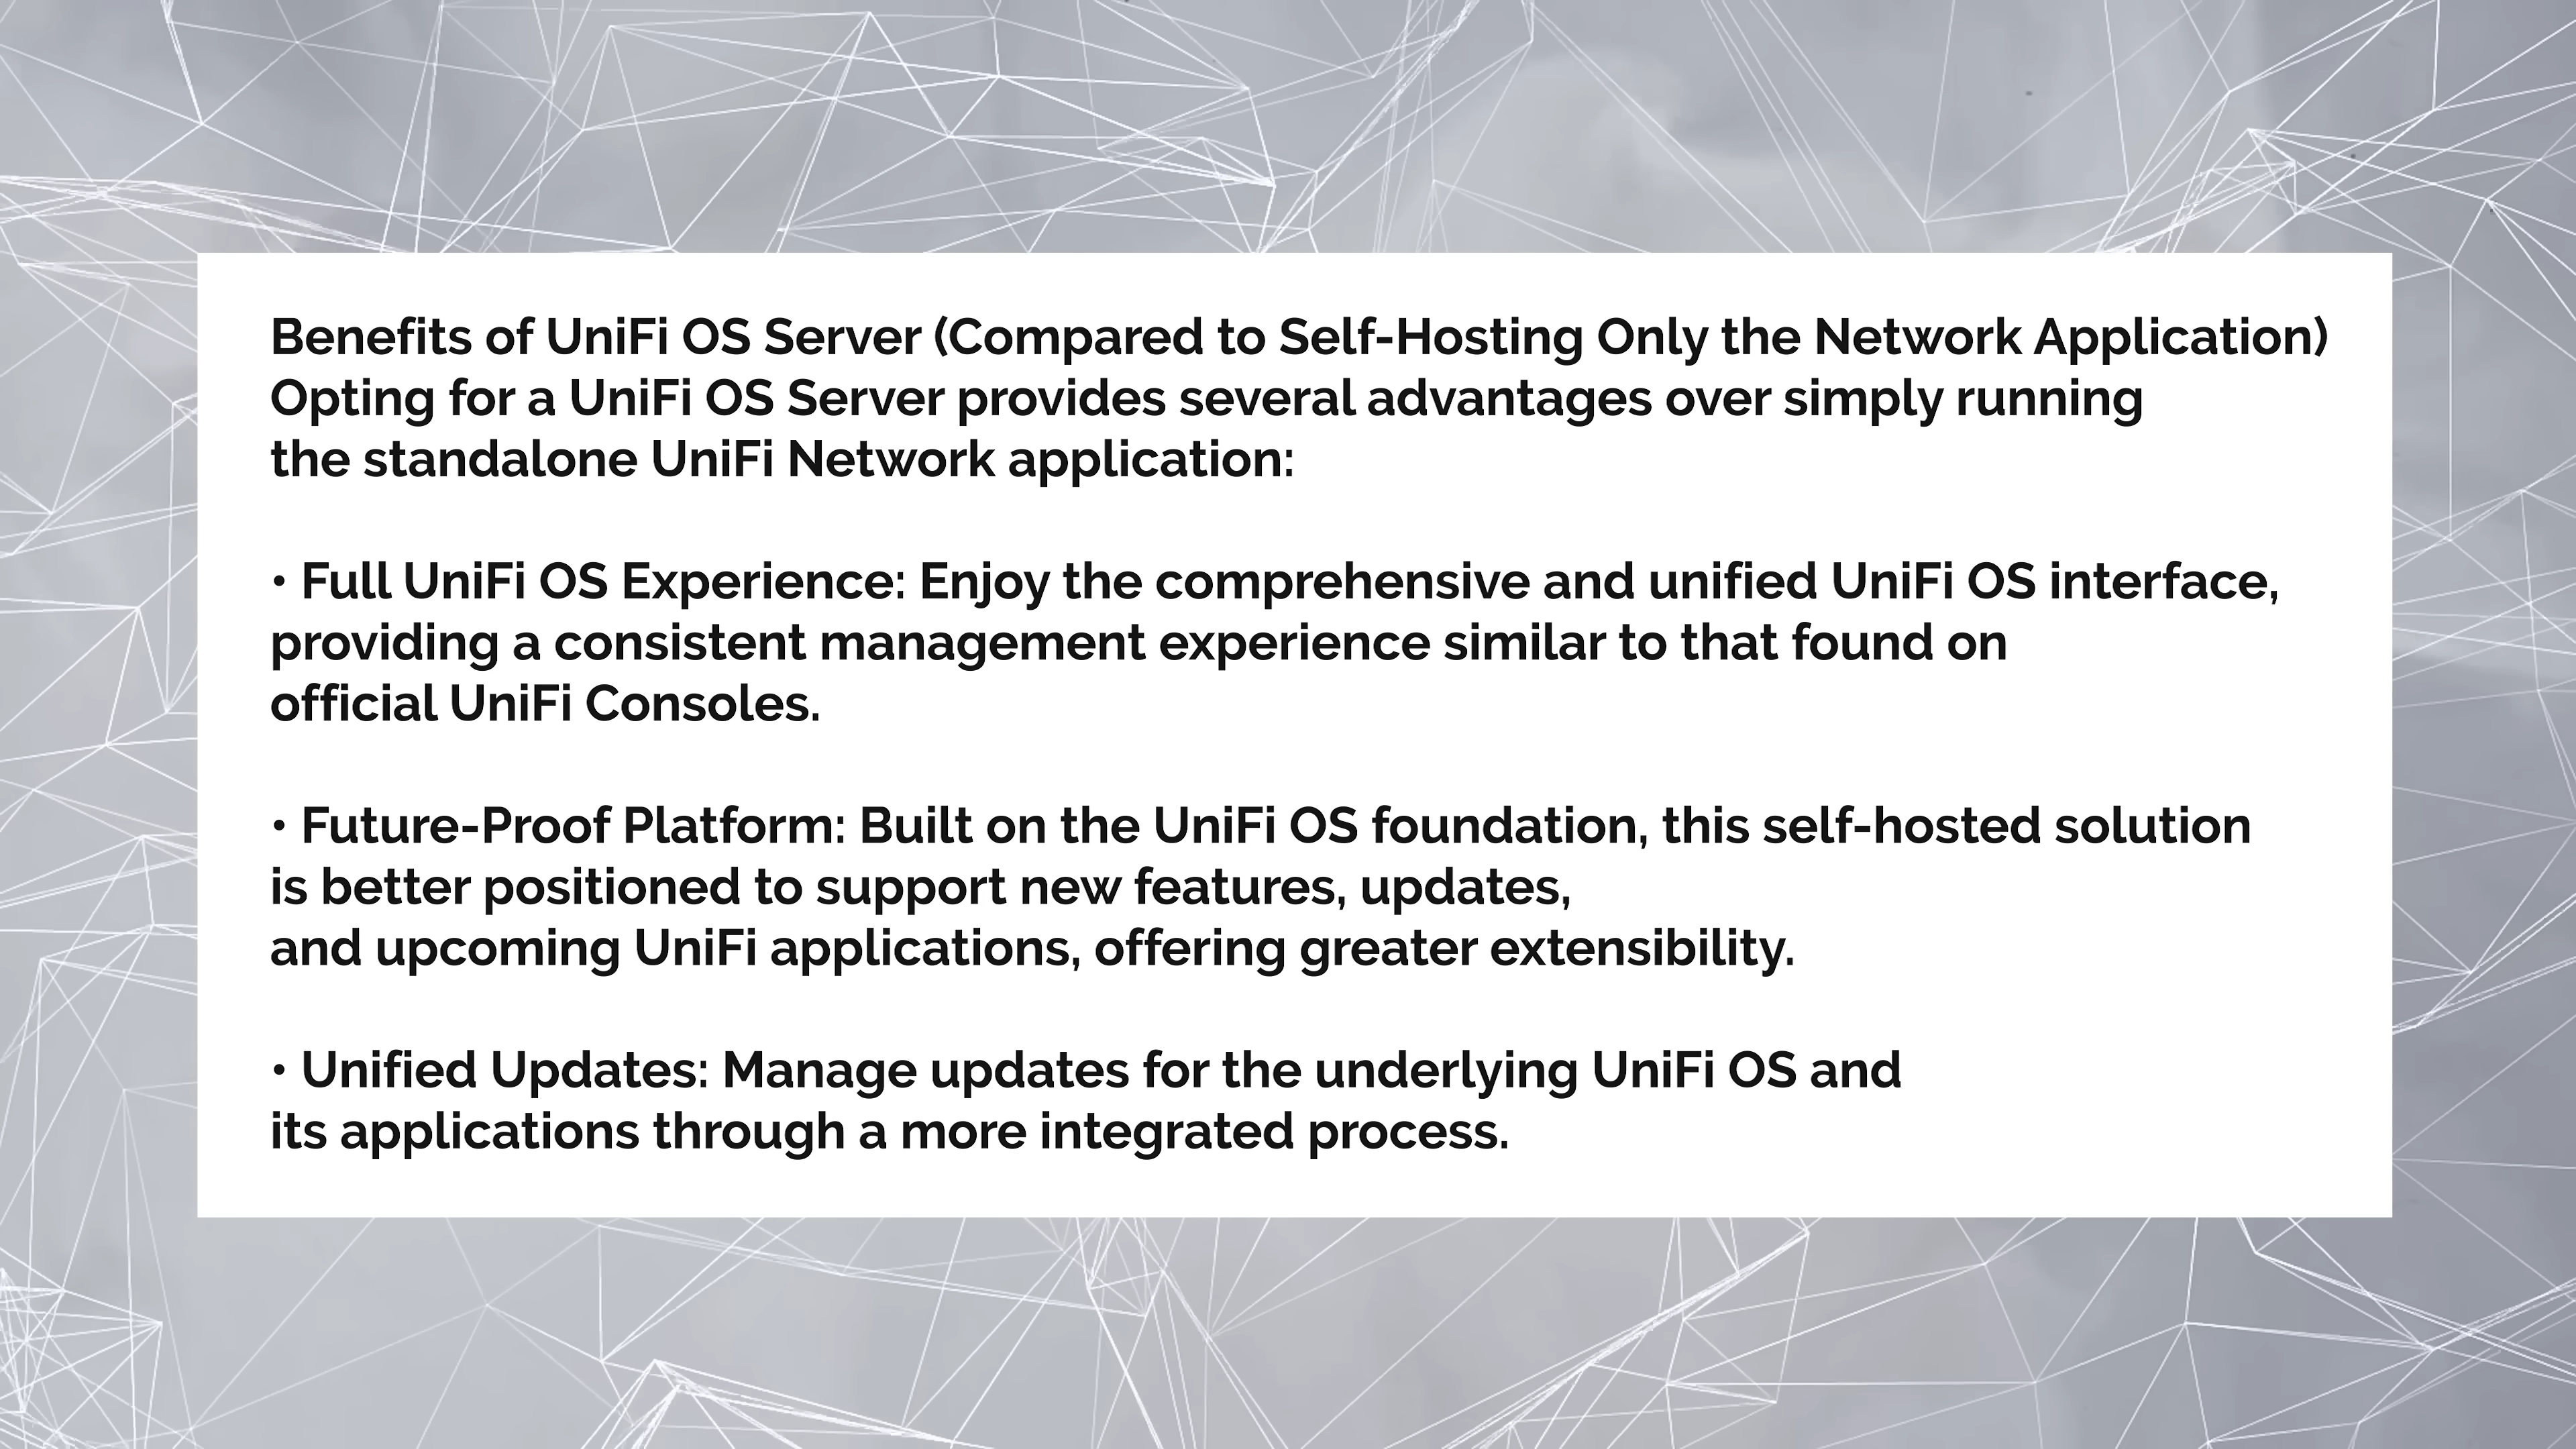 Benefits of UniFi OS Server (Compared to Self-Hosting Only the Network Application)
Opting for a UniFi OS Server provides several advantages over simply running
the standalone UniFi Network application:
• Full UniFi OS Experience: Enjoy the comprehensive and unified UniFi OS interface,
providing a consistent management experience similar to that found on
official UniFi Consoles.
• Future-Proof Platform: Built on the UniFi OS foundation, this self-hosted solution
is better positioned to support new features, updates,
and upcoming UniFi applications, offering greater extensibility.
• Unified Updates: Manage updates for the underlying UniFi OS and
its applications through a more integrated process.